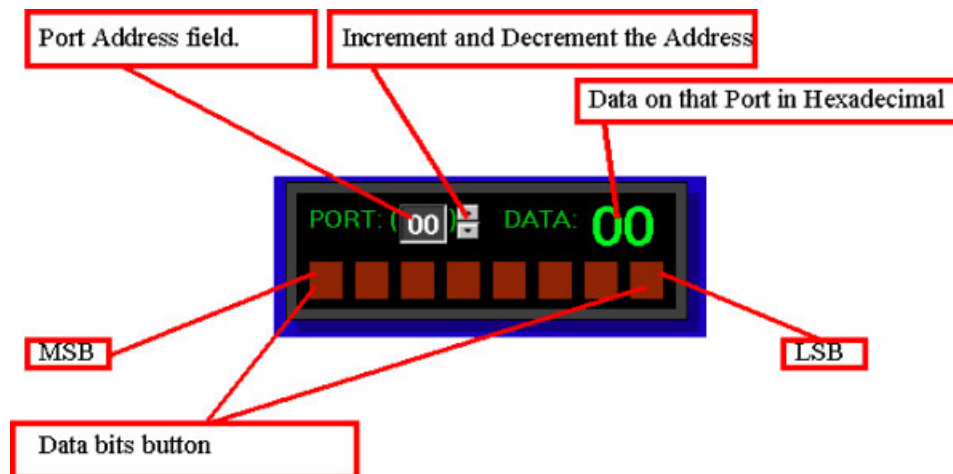 Port Address field.
Increment and Decrement the Address
Data on that Port in Hexadecimal
PORT: ( 00 ) DATA: 00
MSB
LSB
Data bits button